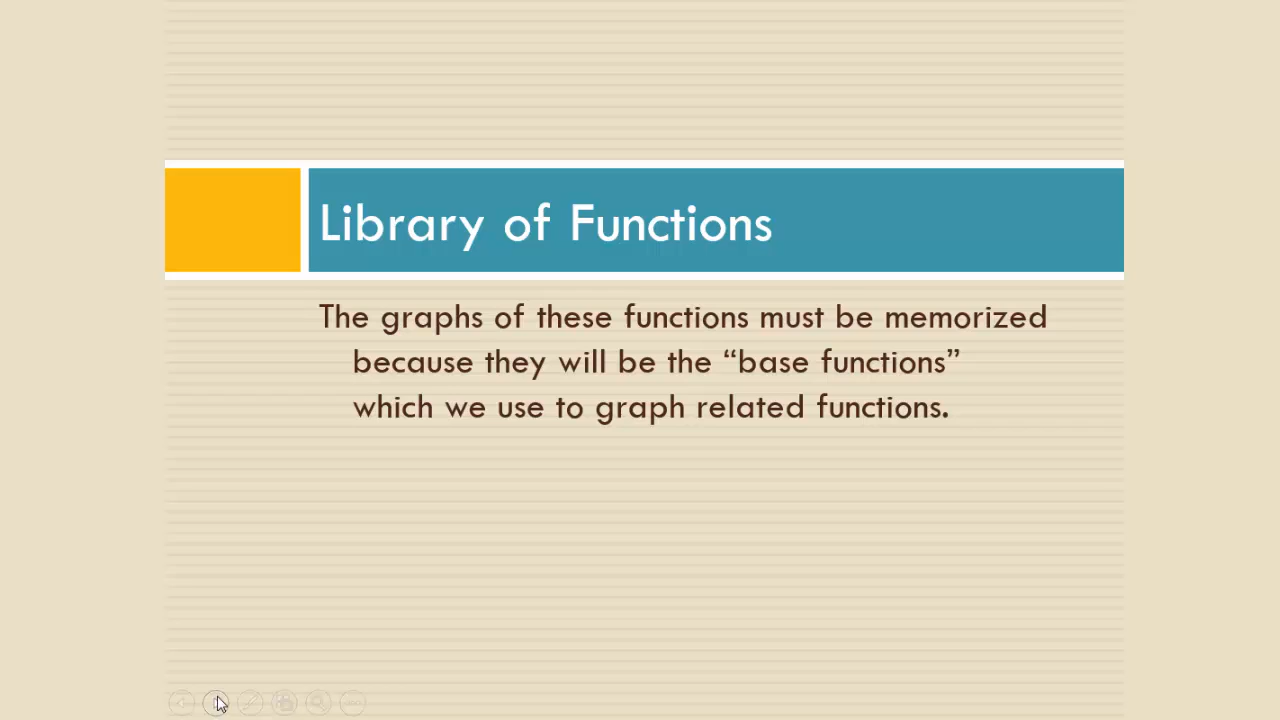 Library of Functions
The graphs of these functions must be memorized
because they will be the “base functions”
which we use to graph related functions.